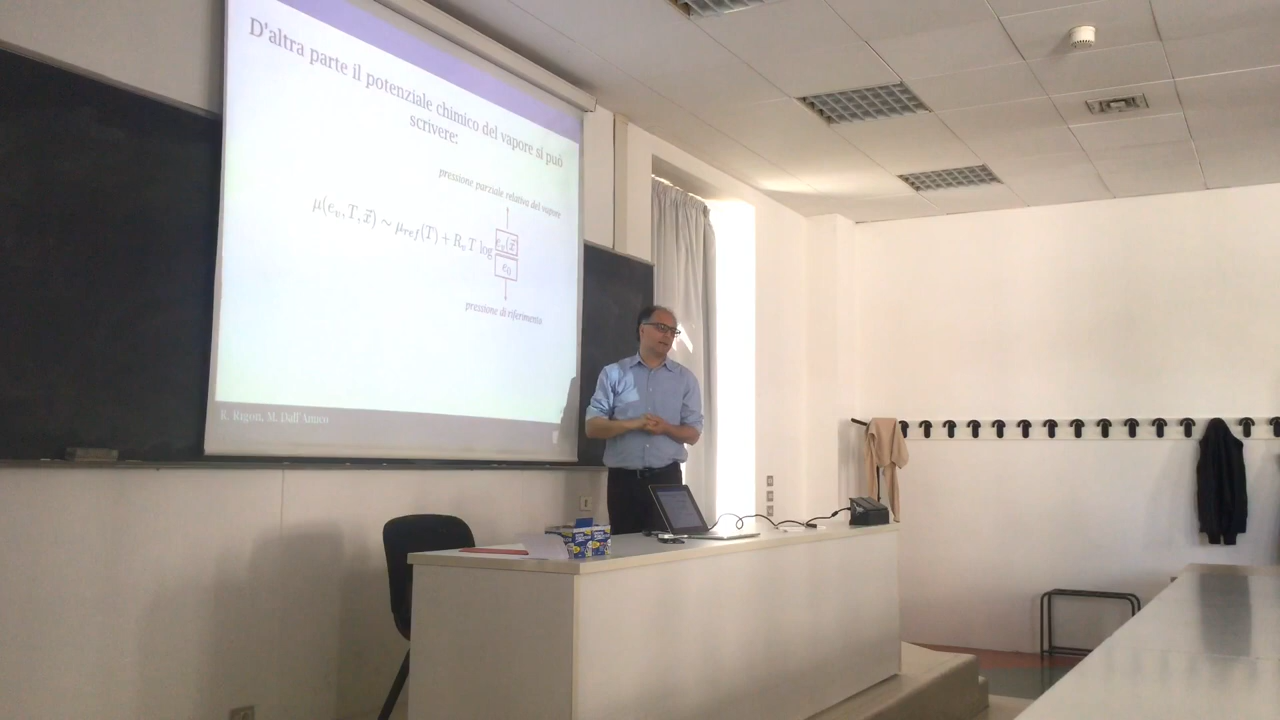 D'altra parte il potenziale chimico del vapore si può
scrivere:
pressione parziale relativa del vapore
μ(e_v, T, x⃗) ∼ μ_ref(T) + R_v T log e_v(x⃗ / e_0
pressione di riferimento
R. Rigon, M. Dall'Amico